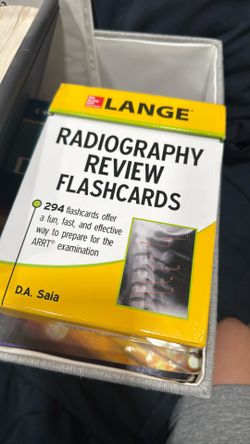 LANGE®
RADIOGRAPHY
REVIEW
FLASHCARDS
294 flashcards offer
a fun, fast, and effective
way to prepare for the
ARRT® examination
D.A. Saia